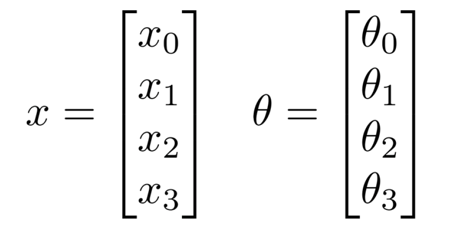 x = [x₀ x₁ x₂ x₃] θ = [θ₀ θ₁ θ₂ θ₃]